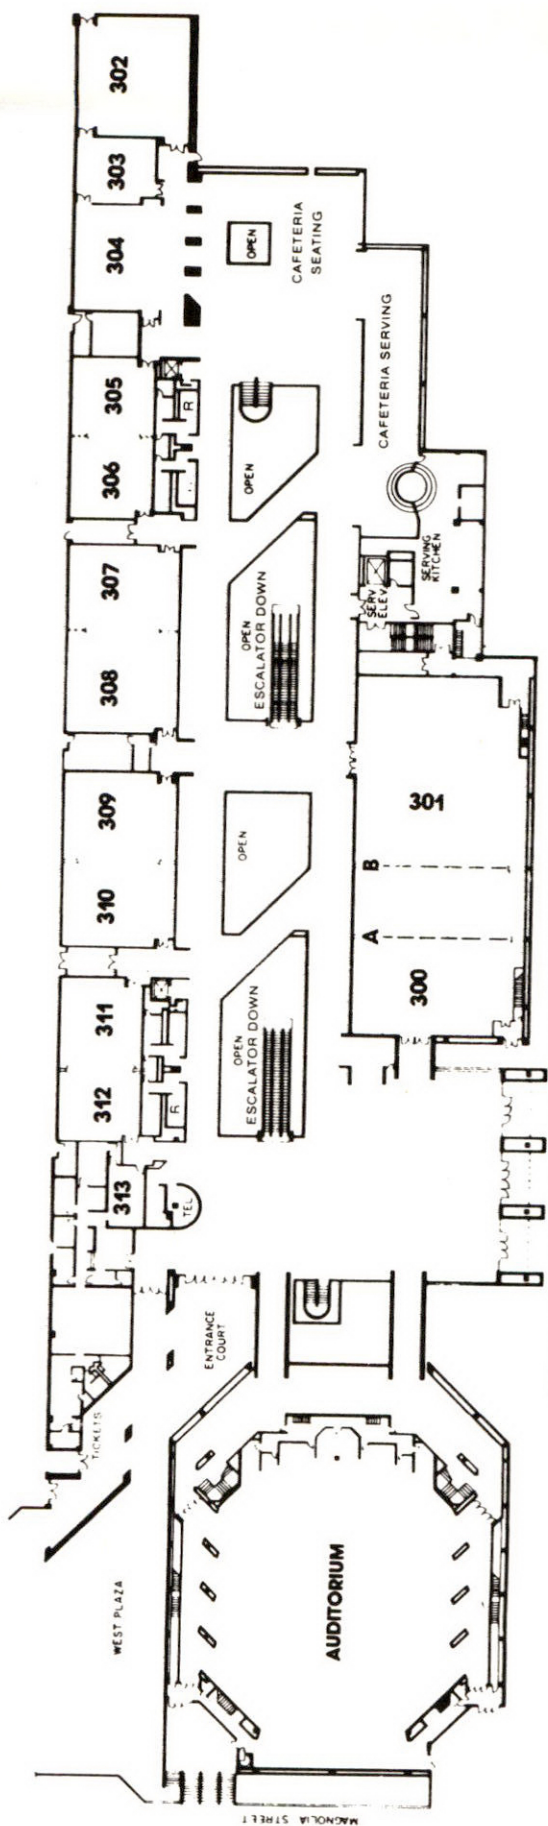 302
303
304
OPEN
CAFETERIA
SEATING
CAFETERIA SERVING
305
306
R
OPEN
SERVING
KITCHEN
SERV
ELEV
307
308
OPEN
ESCALATOR DOWN
309
310
OPEN
301
B
A
300
311
312
R
OPEN
ESCALATOR DOWN
313
TEL
ENTRANCE
COURT
TICKETS
WEST PLAZA
AUDITORIUM
MAGNOLIA STREET